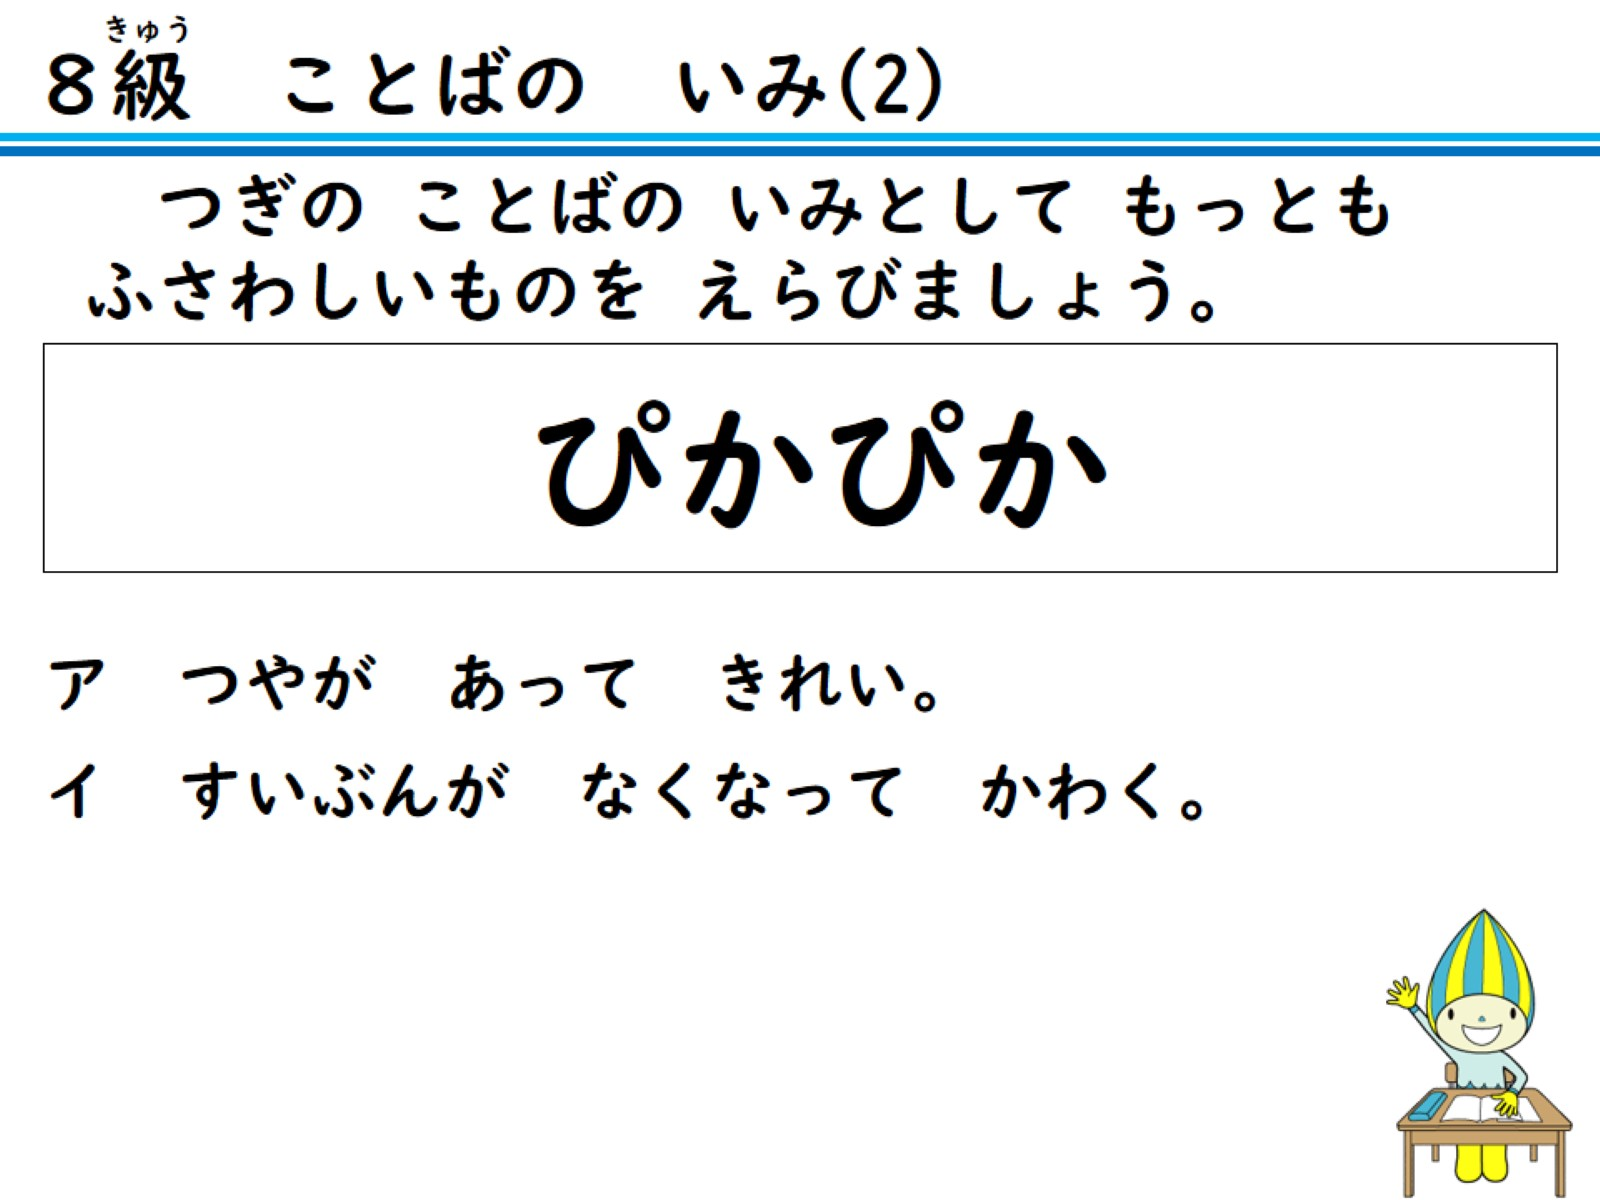 きゅう
8級　ことばの　いみ(2)
つぎの ことばの いみとして もっとも
ふさわしいものを えらびましょう。
ぴかぴか
ア　つやが　あって　きれい。
イ　すいぶんが　なくなって　かわく。